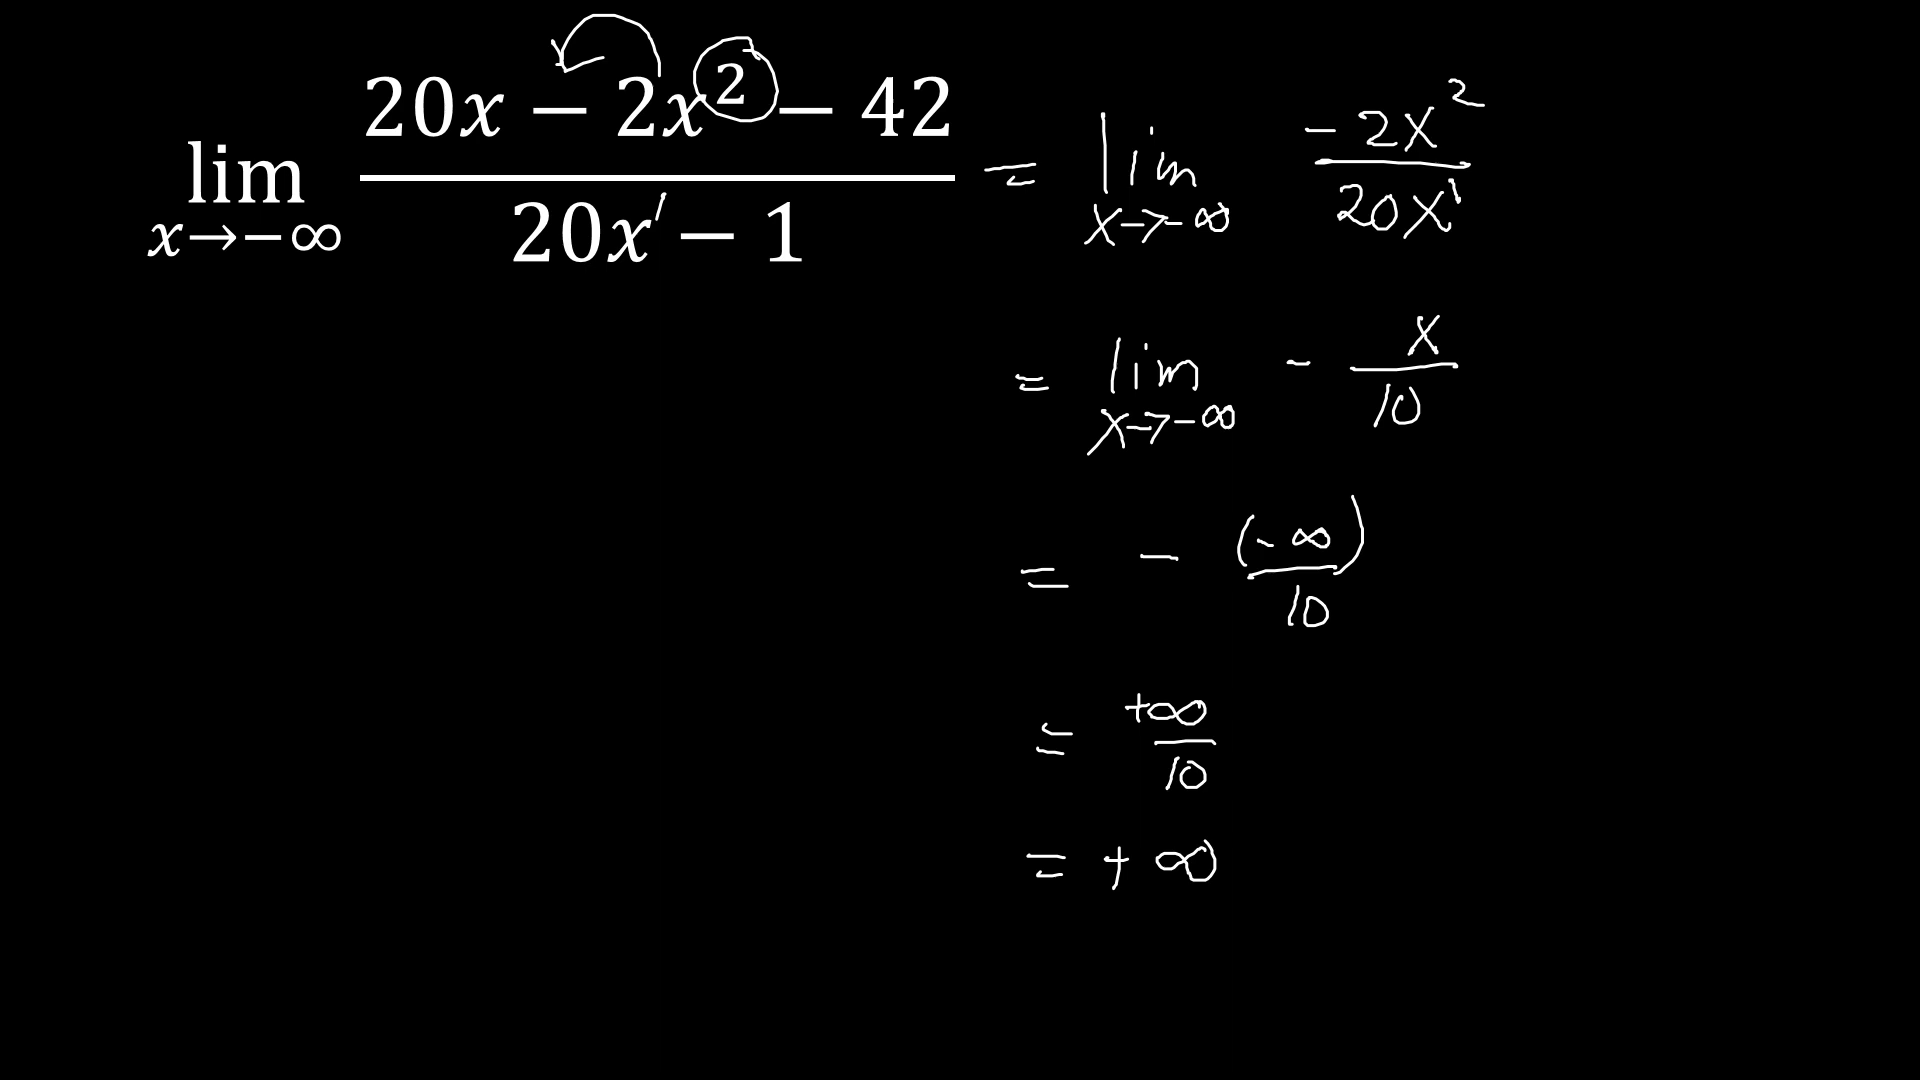 lim x→−∞ (20x − 2x² − 42)/(20x' − 1) = lim x→-∞ (-2x²)/(20x¹)
= lim x→-∞ - x/10
= - (-∞)/10
= +∞/10
= + ∞